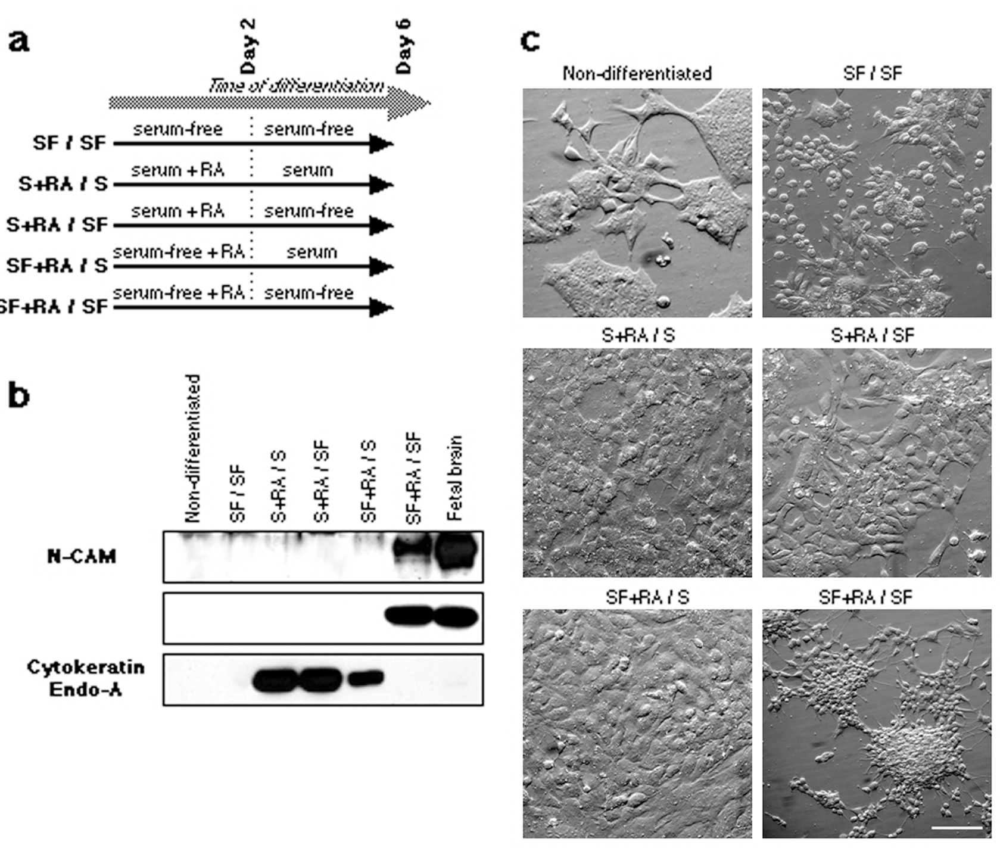 a
Day 2
Day 6
Time of differentiation
serum-free
serum-free
SF / SF
serum +RA
serum
S+RA / S
serum +RA
serum-free
S+RA / SF
serum-free +RA
serum
SF+RA / S
serum-free +RA
serum-free
SF+RA / SF
b
Non-differentiated
SF / SF
S+RA / S
S+RA / SF
SF+RA / S
SF+RA / SF
Fetal brain
N-CAM
Cytokeratin
Endo-A
c
Non-differentiated
SF / SF
S+RA / S
S+RA / SF
SF+RA / S
SF+RA / SF